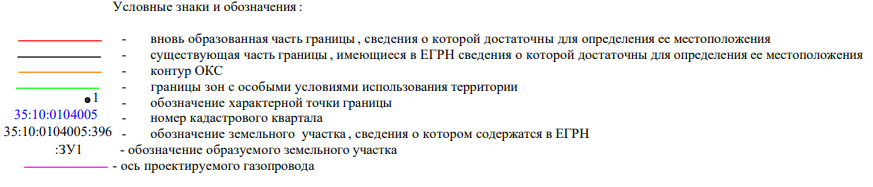 Условные знаки и обозначения :
- вновь образованная часть границы , сведения о которой достаточны для определения ее местоположения
- существующая часть границы , имеющиеся в ЕГРН сведения о которой достаточны для определения ее местоположения
- контур ОКС
- границы зон с особыми условиями использования территории
1 - обозначение характерной точки границы
35:10:0104005 - номер кадастрового квартала
35:10:0104005:396 - обозначение земельного участка , сведения о котором содержатся в ЕГРН
:ЗУ1 - обозначение образуемого земельного участка
- ось проектируемого газопровода